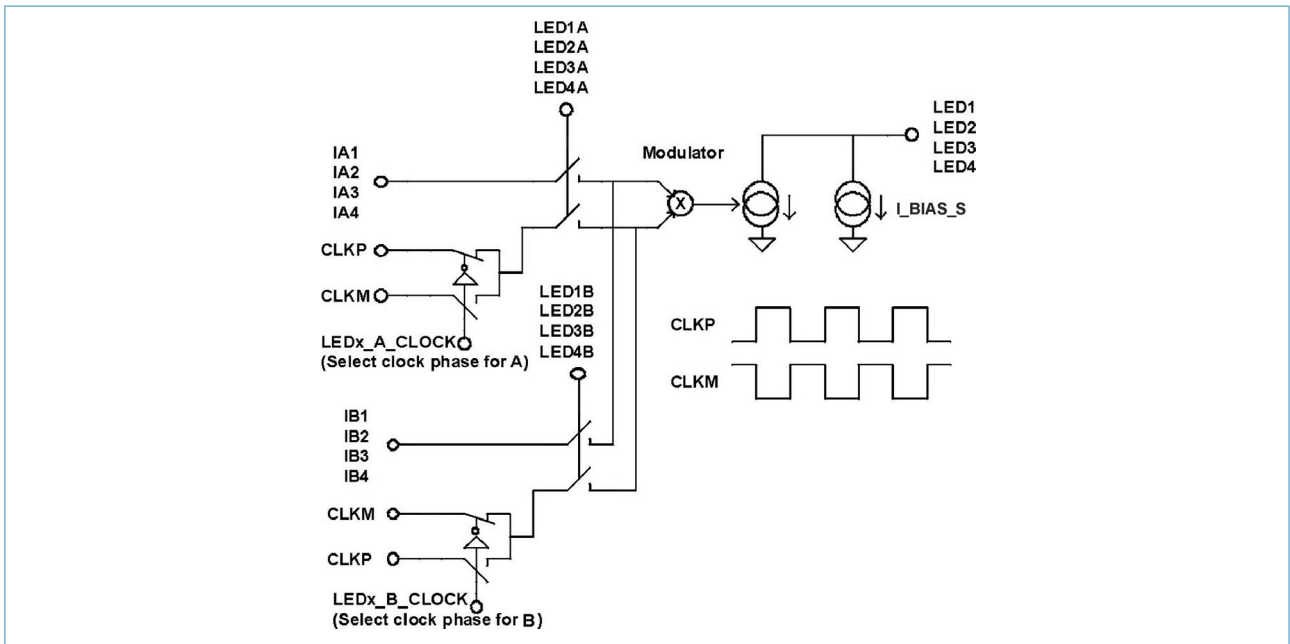 LED1A
LED2A
LED3A
LED4A
LED1
LED2
LED3
LED4
Modulator
IA1
IA2
IA3
IA4
X
I_BIAS_S
CLKP
CLKM
LEDx_A_CLOCK
(Select clock phase for A)
LED1B
LED2B
LED3B
LED4B
CLKP
CLKM
IB1
IB2
IB3
IB4
CLKM
CLKP
LEDx_B_CLOCK
(Select clock phase for B)